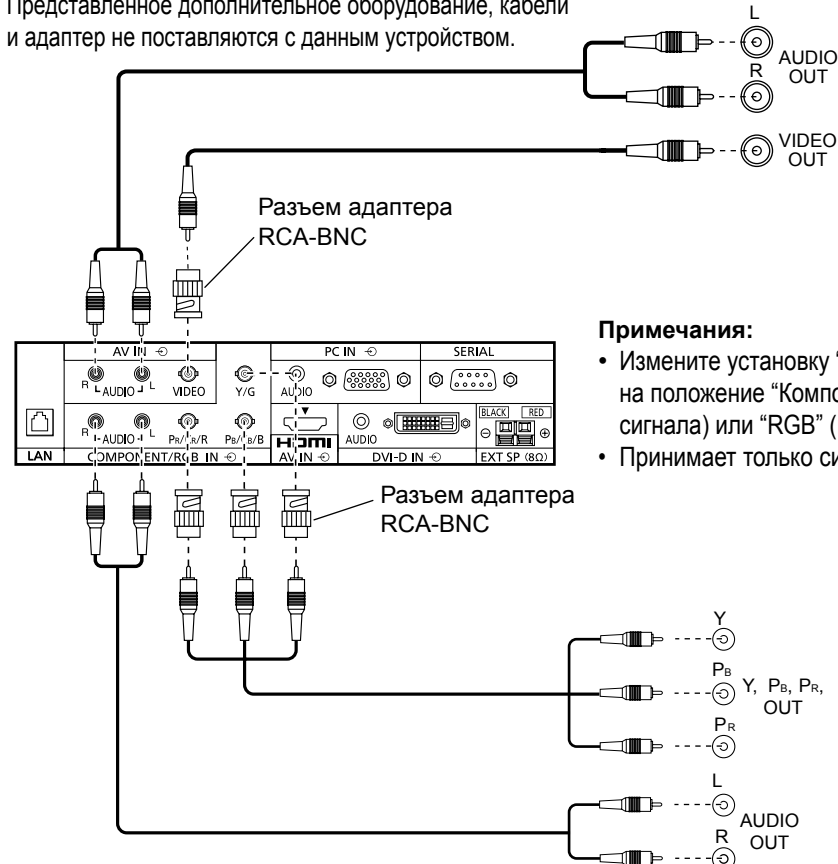 Представленное дополнительное оборудование, кабели
и адаптер не поставляются с данным устройством.
L
AUDIO
OUT
R
VIDEO
OUT
Разъем адаптера
RCA-BNC
Примечания:
• Измените установку “
на положение “Компо
сигнала) или “RGB” (
• Принимает только си
AV IN
PC IN
SERIAL
R AUDIO L
VIDEO
Y/G
AUDIO
R AUDIO L
PR/CR/R
PB/CB/B
HDMI
AUDIO
BLACK
RED
LAN
COMPONENT/RGB IN
AV IN
DVI-D IN
EXT SP (8Ω)
Разъем адаптера
RCA-BNC
Y
PB
Y, PB, PR,
OUT
PR
L
AUDIO
OUT
R